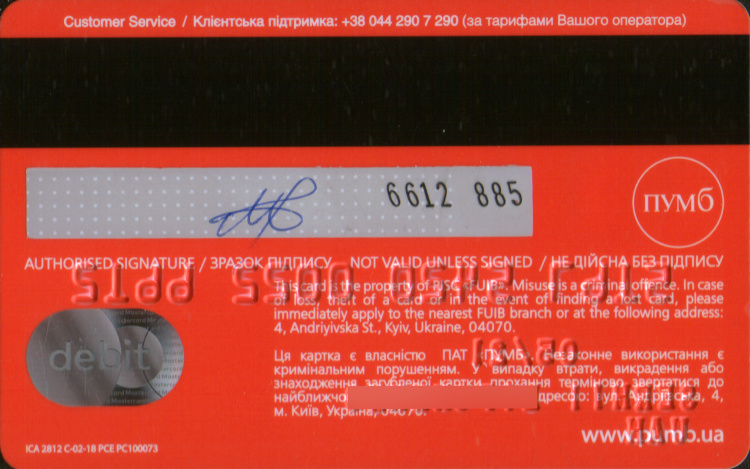 Customer Service / Клієнтська підтримка: +38 044 290 7 290 (за тарифами Вашого оператора)
6612 885
ПУМБ
AUTHORISED SIGNATURE / ЗРАЗОК ПІДПИСУ NOT VALID UNLESS SIGNED / НЕ ДІЙСНА БЕЗ ПІДПИСУ
This card is the property of PJSC «FUIB». Misuse is a criminal offence. In case
of loss, theft of a card or in the event of finding a lost card, please
immediately apply to the nearest FUIB branch or at the following address:
4, Andriyivska St., Kyiv, Ukraine, 04070.
debit
Ця картка є власністю ПАТ «ПУМБ». Незаконне використання є
кримінальним порушенням. У випадку втрати, викрадення або
знаходження загубленої картки прохання терміново звертатися до
найближчо дресою: вул. Андріївська, 4,
м. Київ, Україна, 04070.
www.pumb.ua
ICA 2812 C-02-18 PCE PC100073